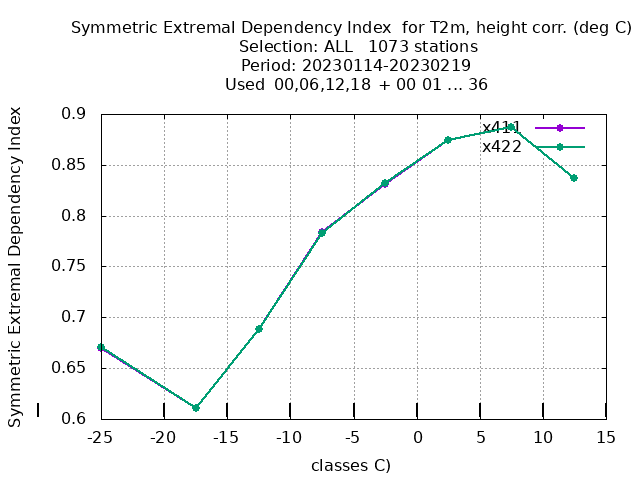 Symmetric Extremal Dependency Index  for T2m, height corr. (deg C)
Selection: ALL   1073 stations
Period: 20230114-20230219
Used  00,06,12,18  + 00 01 ... 36
Symmetric Extremal Dependency Index
0.9
0.85
0.8
0.75
0.7
0.65
0.6
x411
x422
-25 -20 -15 -10 -5 0 5 10 15
classes C)